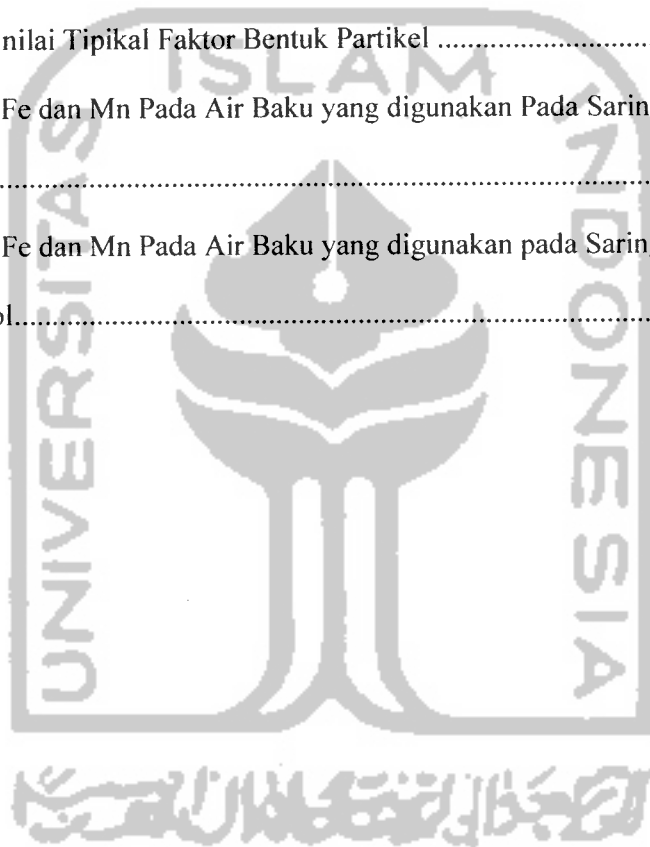 nilai Tipikal Faktor Bentuk Partikel ..............................
Fe dan Mn Pada Air Baku yang digunakan Pada Sarin
................................................................................
Fe dan Mn Pada Air Baku yang digunakan pada Sarin
ol................................................................................
ISLAM
UNIVERSITAS
INDONESIA